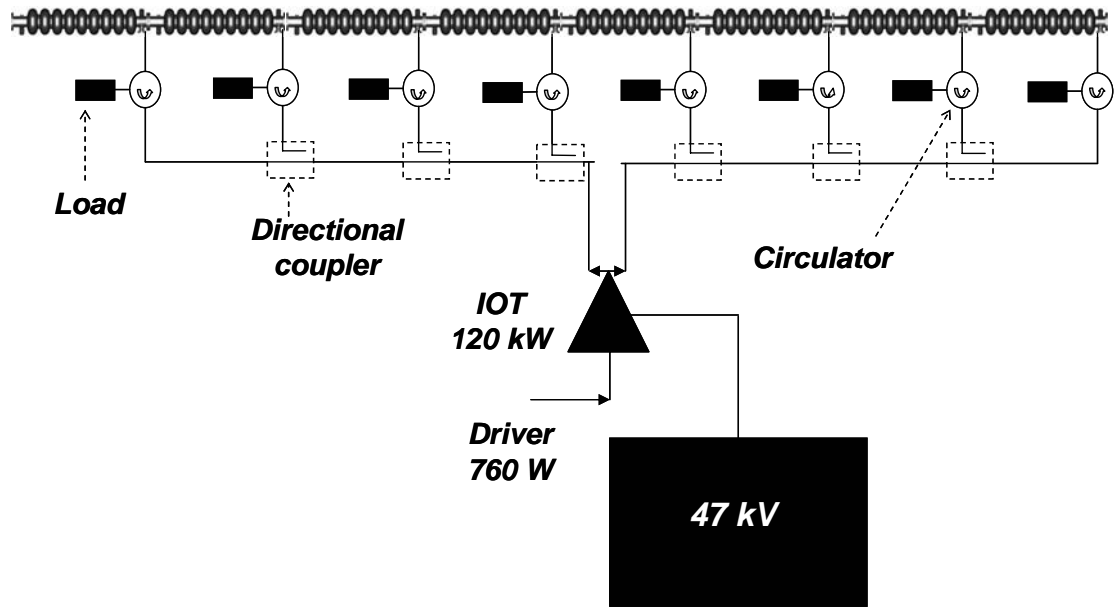 Load
Directional
coupler
Circulator
IOT
120 kW
Driver
760 W
47 kV